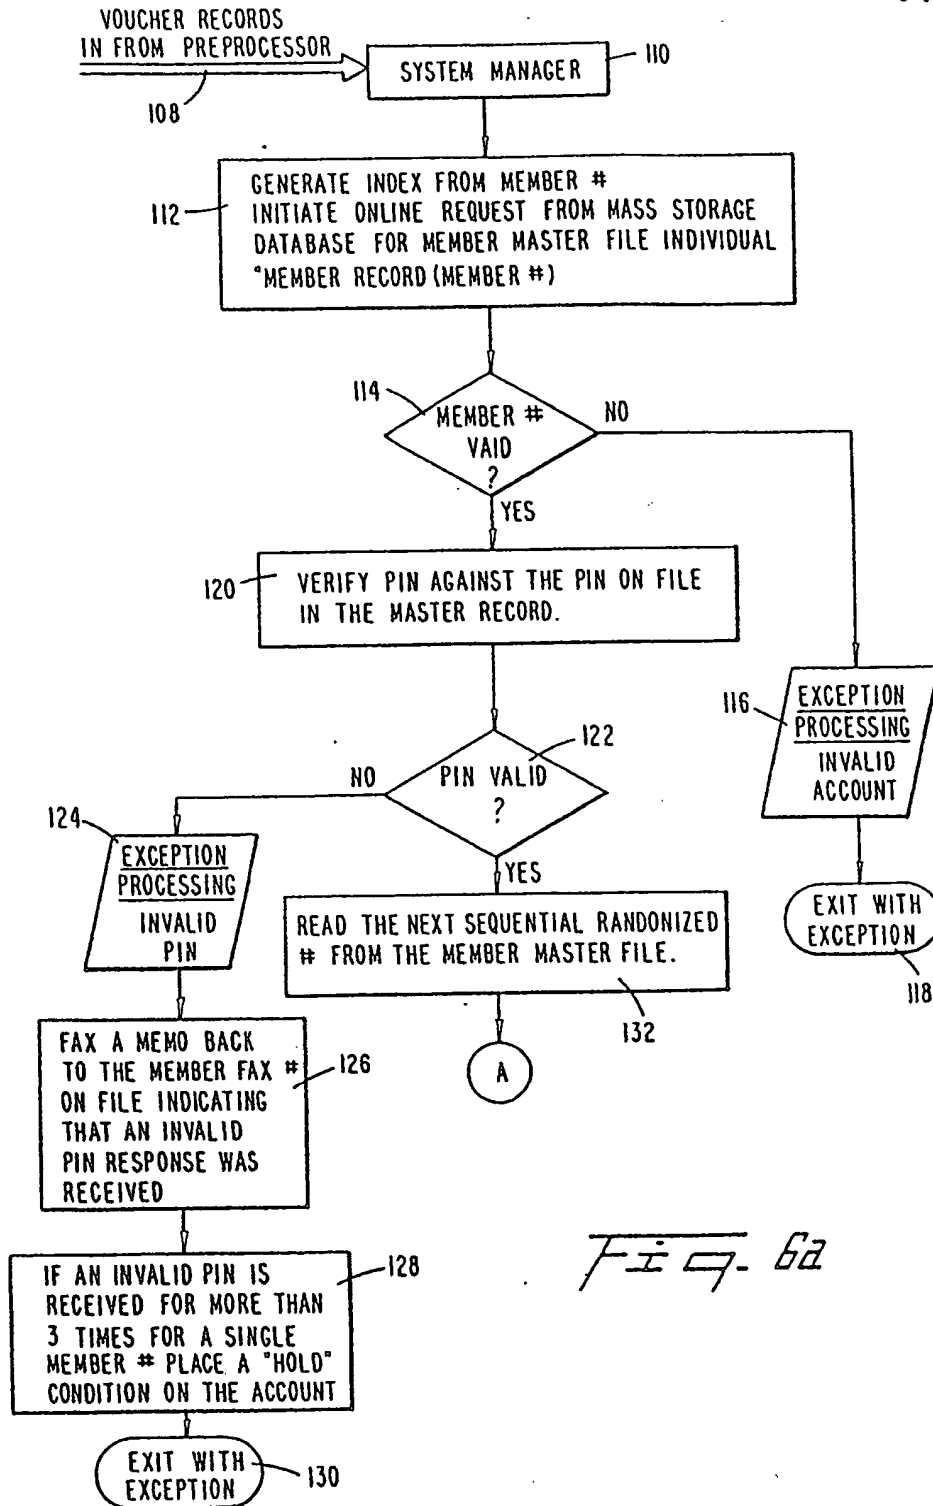 VOUCHER RECORDS
IN FROM PREPROCESSOR
108
SYSTEM MANAGER
110
112
GENERATE INDEX FROM MEMBER #
INITIATE ONLINE REQUEST FROM MASS STORAGE
DATABASE FOR MEMBER MASTER FILE INDIVIDUAL
"MEMBER RECORD (MEMBER #)
114
MEMBER #
VAID
?
NO
YES
120
VERIFY PIN AGAINST THE PIN ON FILE
IN THE MASTER RECORD.
116
EXCEPTION
PROCESSING
INVALID
ACCOUNT
EXIT WITH
EXCEPTION
118
122
PIN VALID
?
NO
YES
124
EXCEPTION
PROCESSING
INVALID
PIN
READ THE NEXT SEQUENTIAL RANDONIZED
# FROM THE MEMBER MASTER FILE.
132
A
FAX A MEMO BACK
TO THE MEMBER FAX #
ON FILE INDICATING
THAT AN INVALID
PIN RESPONSE WAS
RECEIVED
126
IF AN INVALID PIN IS
RECEIVED FOR MORE THAN
3 TIMES FOR A SINGLE
MEMBER # PLACE A "HOLD"
CONDITION ON THE ACCOUNT
128
EXIT WITH
EXCEPTION
130
Fig. 6a